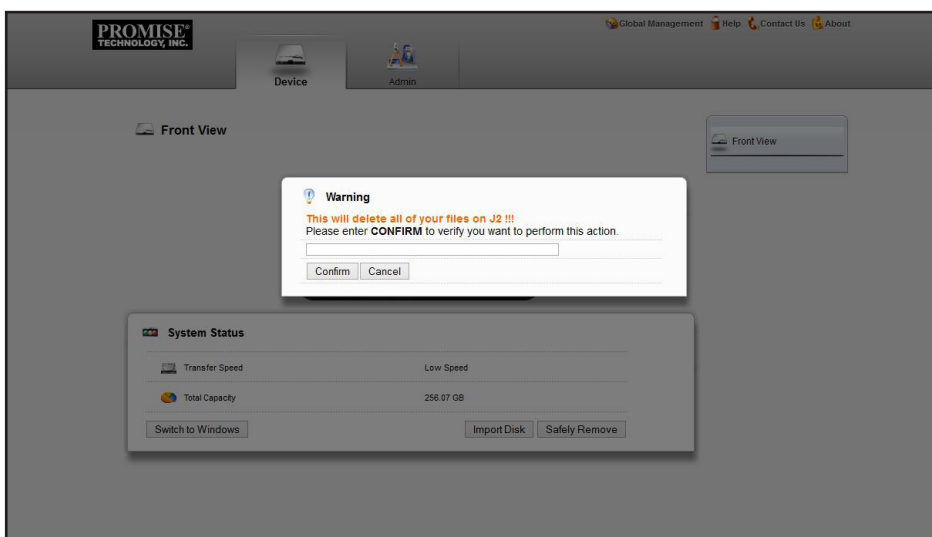 PROMISE®
TECHNOLOGY, INC.
Global Management Help Contact Us About
Device
Admin
Front View
Front View
Warning
This will delete all of your files on J2 !!!
Please enter CONFIRM to verify you want to perform this action.
Confirm Cancel
System Status
Transfer Speed Low Speed
Total Capacity 256.07 GB
Switch to Windows Import Disk Safely Remove